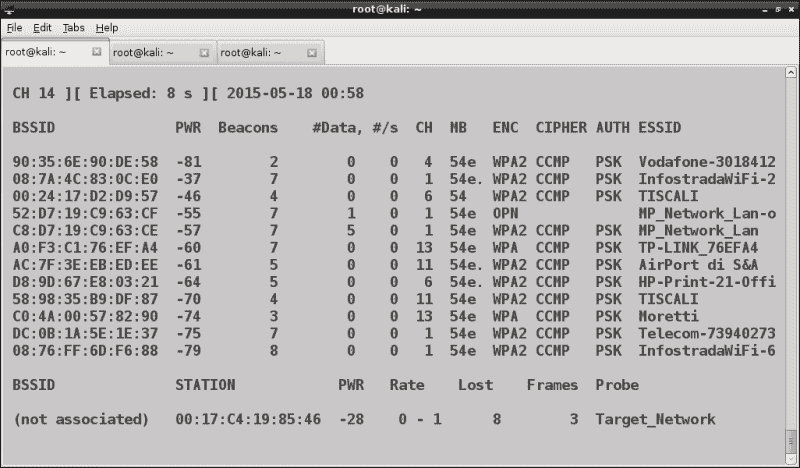 root@kali: ~
File Edit Tabs Help
root@kali: ~ root@kali: ~ root@kali: ~
CH 14 ][ Elapsed: 8 s ][ 2015-05-18 00:58
BSSID PWR Beacons #Data, #/s CH MB ENC CIPHER AUTH ESSID
90:35:6E:90:DE:58 -81 2 0 0 4 54e WPA2 CCMP PSK Vodafone-3018412
08:7A:4C:83:0C:E0 -37 7 0 0 1 54e. WPA2 CCMP PSK InfostradaWiFi-2
00:24:17:D2:D9:57 -46 4 0 0 6 54 WPA2 CCMP PSK TISCALI
52:D7:19:C9:63:CF -55 7 1 0 1 54e OPN MP_Network_Lan-o
C8:D7:19:C9:63:CE -57 7 5 0 1 54e WPA2 CCMP PSK MP_Network_Lan
A0:F3:C1:76:EF:A4 -60 7 0 0 13 54e WPA CCMP PSK TP-LINK_76EFA4
AC:7F:3E:EB:ED:EE -61 5 0 0 11 54e. WPA2 CCMP PSK AirPort di S&A
D8:9D:67:E8:03:21 -64 5 0 0 6 54e. WPA2 CCMP PSK HP-Print-21-Offi
58:98:35:B9:DF:87 -70 4 0 0 11 54e WPA2 CCMP PSK TISCALI
C0:4A:00:57:82:90 -74 3 0 0 13 54e WPA CCMP PSK Moretti
DC:0B:1A:5E:1E:37 -75 7 0 0 1 54e WPA2 CCMP PSK Telecom-73940273
08:76:FF:6D:F6:88 -79 8 0 0 1 54e WPA2 CCMP PSK InfostradaWiFi-6
BSSID STATION PWR Rate Lost Frames Probe
(not associated) 00:17:C4:19:85:46 -28 0 - 1 8 3 Target_Network